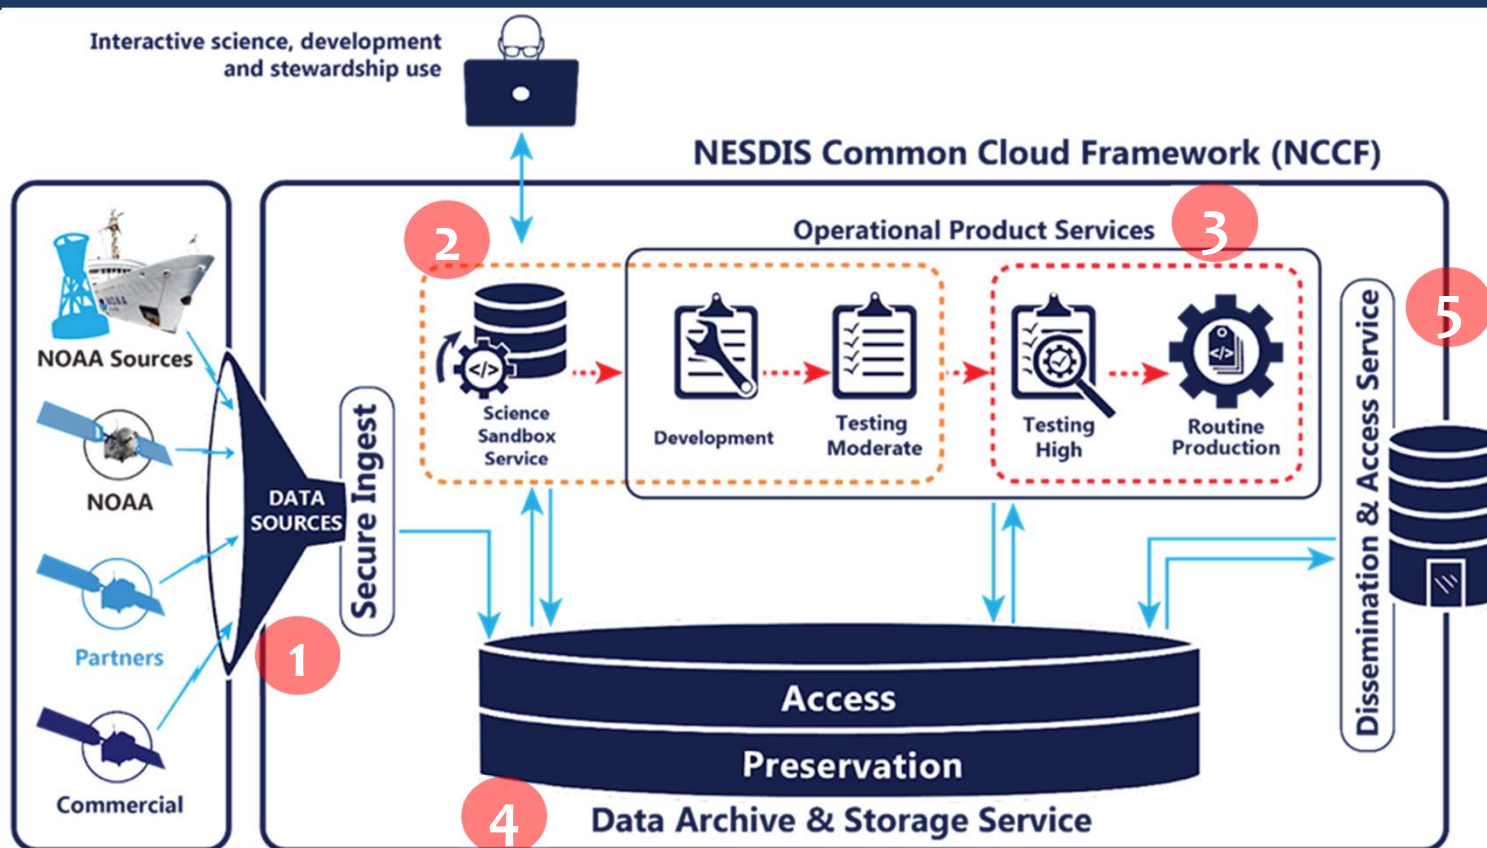 Interactive science, development
and stewardship use
NESDIS Common Cloud Framework (NCCF)
2
Operational Product Services
3
5
NOAA
NOAA Sources
NOAA
Partners
Commercial
DATA
SOURCES
1
Secure Ingest
</>
Science
Sandbox
Service
Development
Testing
Moderate
Testing
High
</>
Routine
Production
Dissemination & Access Service
Access
Preservation
4
Data Archive & Storage Service